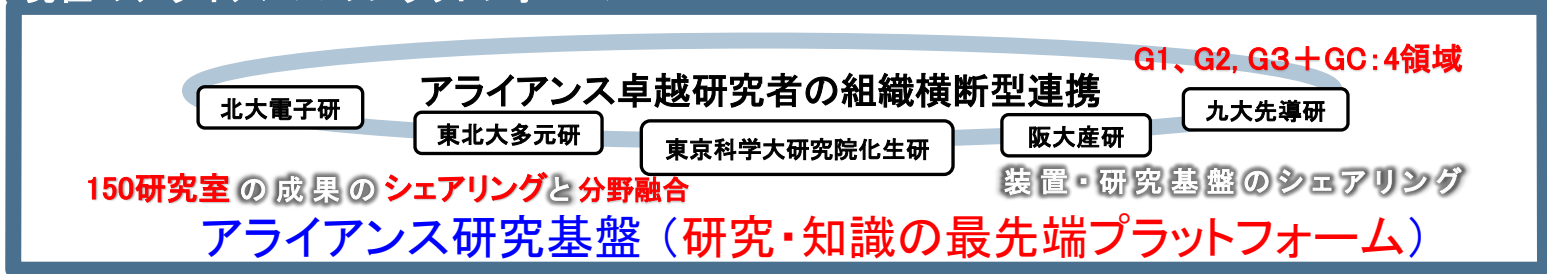 G1、G2, G3＋GC:4領域
アライアンス卓越研究者の組織横断型連携
北大電子研
東北大多元研
東京科学大研究院化生研
阪大産研
九大先導研
150研究室の成果のシェアリングと分野融合
装置・研究基盤のシェアリング
アライアンス研究基盤（研究・知識の最先端プラットフォーム）